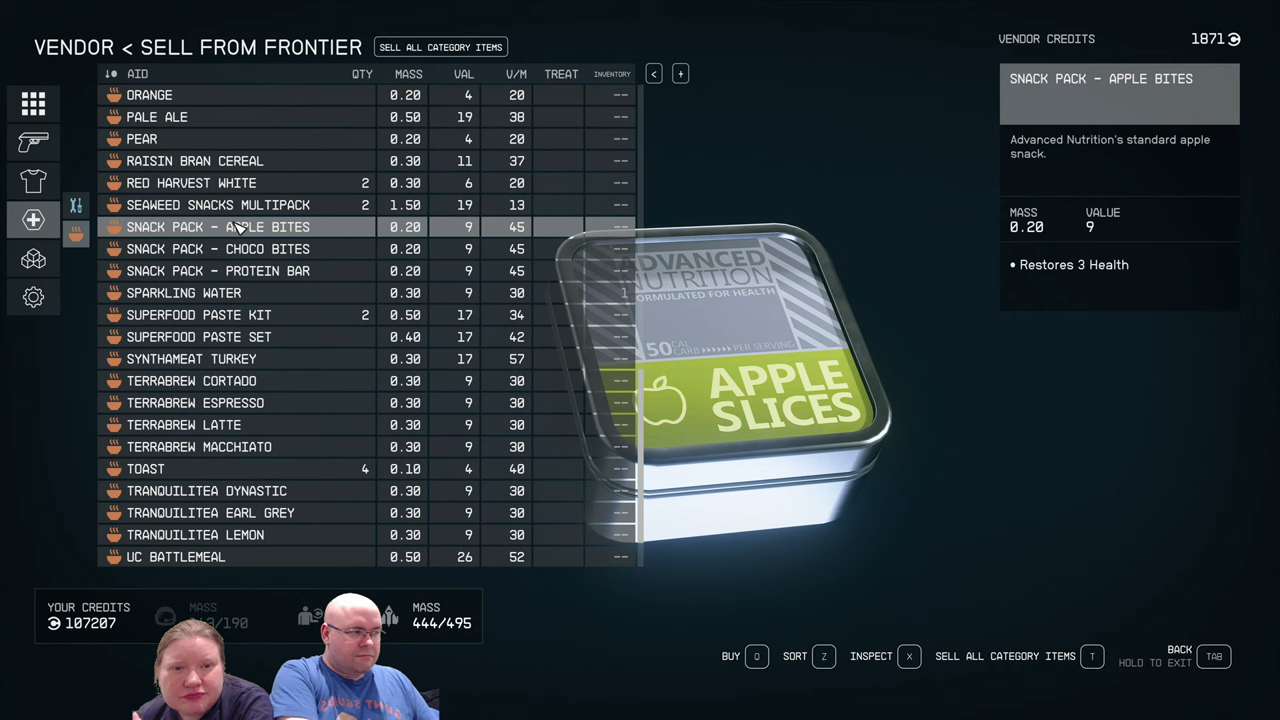 VENDOR < SELL FROM FRONTIER SELL ALL CATEGORY ITEMS
VENDOR CREDITS 1871
AID QTY MASS VAL V/M TREAT INVENTORY < +
ORANGE 0.20 4 20 --
PALE ALE 0.50 19 38 --
PEAR 0.20 4 20 --
RAISIN BRAN CEREAL 0.30 11 37 --
RED HARVEST WHITE 2 0.30 6 20 --
SEAWEED SNACKS MULTIPACK 2 1.50 19 13 --
SNACK PACK - APPLE BITES 0.20 9 45 --
SNACK PACK - CHOCO BITES 0.20 9 45 --
SNACK PACK - PROTEIN BAR 0.20 9 45 --
SPARKLING WATER 0.30 9 30 1
SUPERFOOD PASTE KIT 2 0.50 17 34 --
SUPERFOOD PASTE SET 0.40 17 42 --
SYNTHAMEAT TURKEY 0.30 17 57 --
TERRABREW CORTADO 0.30 9 30 --
TERRABREW ESPRESSO 0.30 9 30 --
TERRABREW LATTE 0.30 9 30 --
TERRABREW MACCHIATO 0.30 9 30 --
TOAST 4 0.10 4 40 --
TRANQUILITEA DYNASTIC 0.30 9 30 --
TRANQUILITEA EARL GREY 0.30 9 30 --
TRANQUILITEA LEMON 0.30 9 30 --
UC BATTLEMEAL 0.50 26 52 --
ADVANCED
NUTRITION
FORMULATED FOR HEALTH
50 CAL
CARB PER SERVING
APPLE
SLICES
SNACK PACK - APPLE BITES
Advanced Nutrition's standard apple
snack.
MASS VALUE
0.20 9
• Restores 3 Health
YOUR CREDITS MASS MASS
107207 /190 444/495
BUY Q SORT Z INSPECT X SELL ALL CATEGORY ITEMS T BACK TAB
HOLD TO EXIT